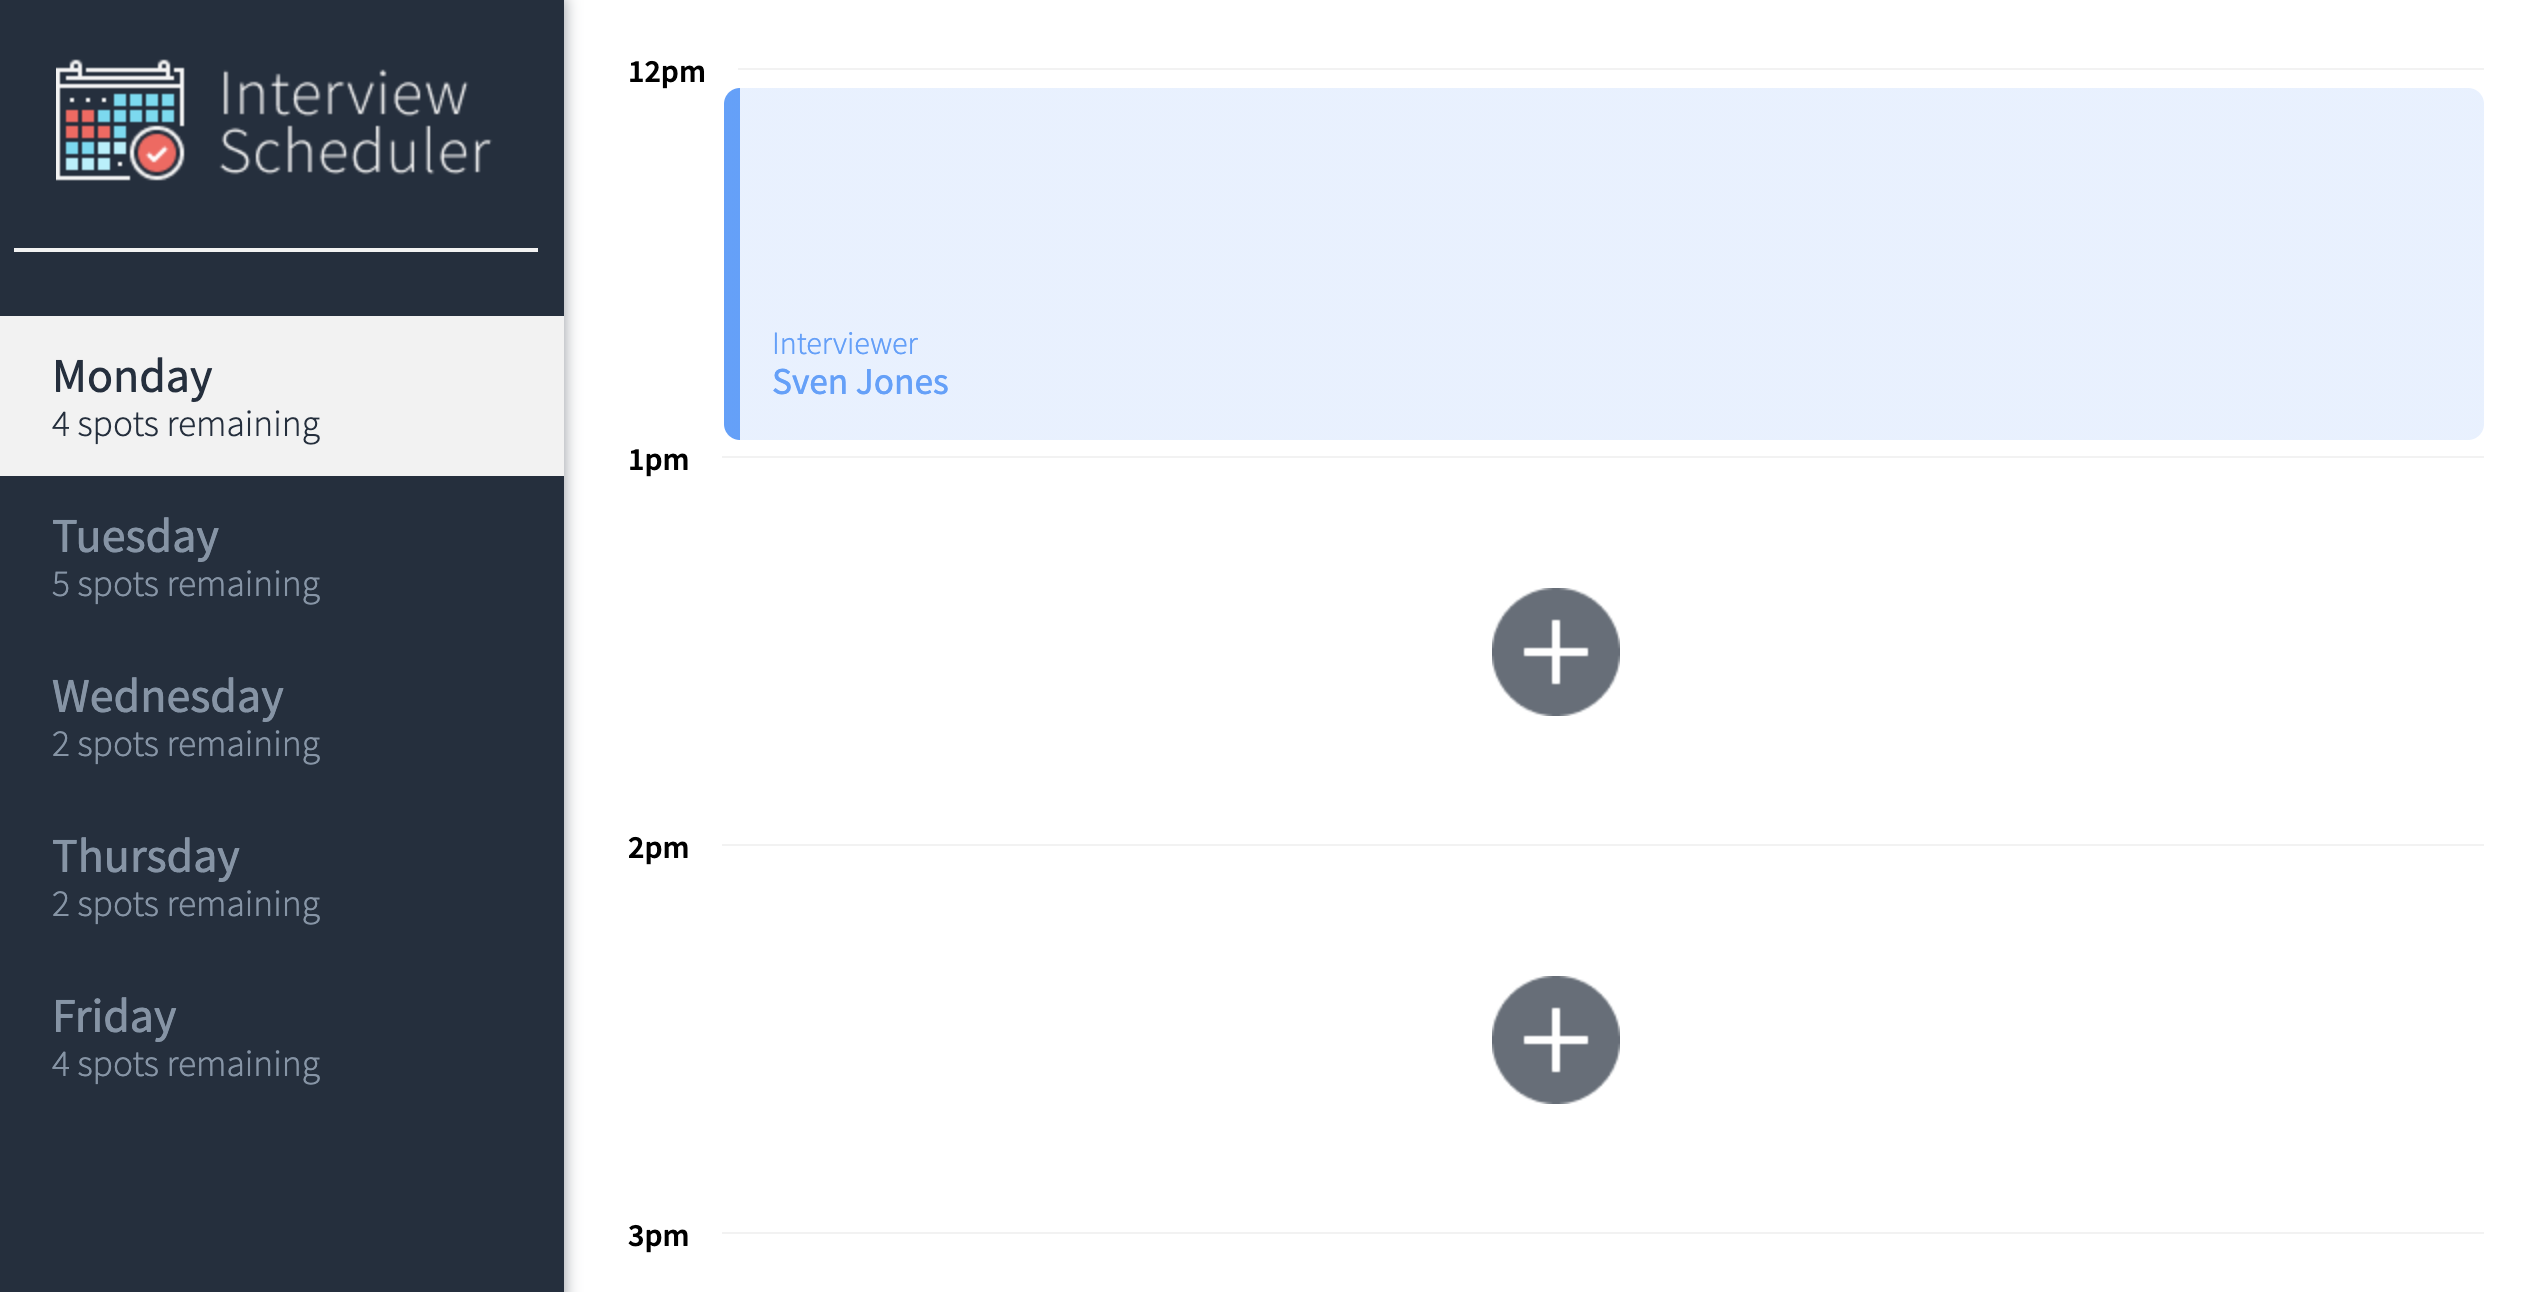 Interview
Scheduler
Monday
4 spots remaining
Tuesday
5 spots remaining
Wednesday
2 spots remaining
Thursday
2 spots remaining
Friday
4 spots remaining
12pm
Interviewer
Sven Jones
1pm
2pm
3pm